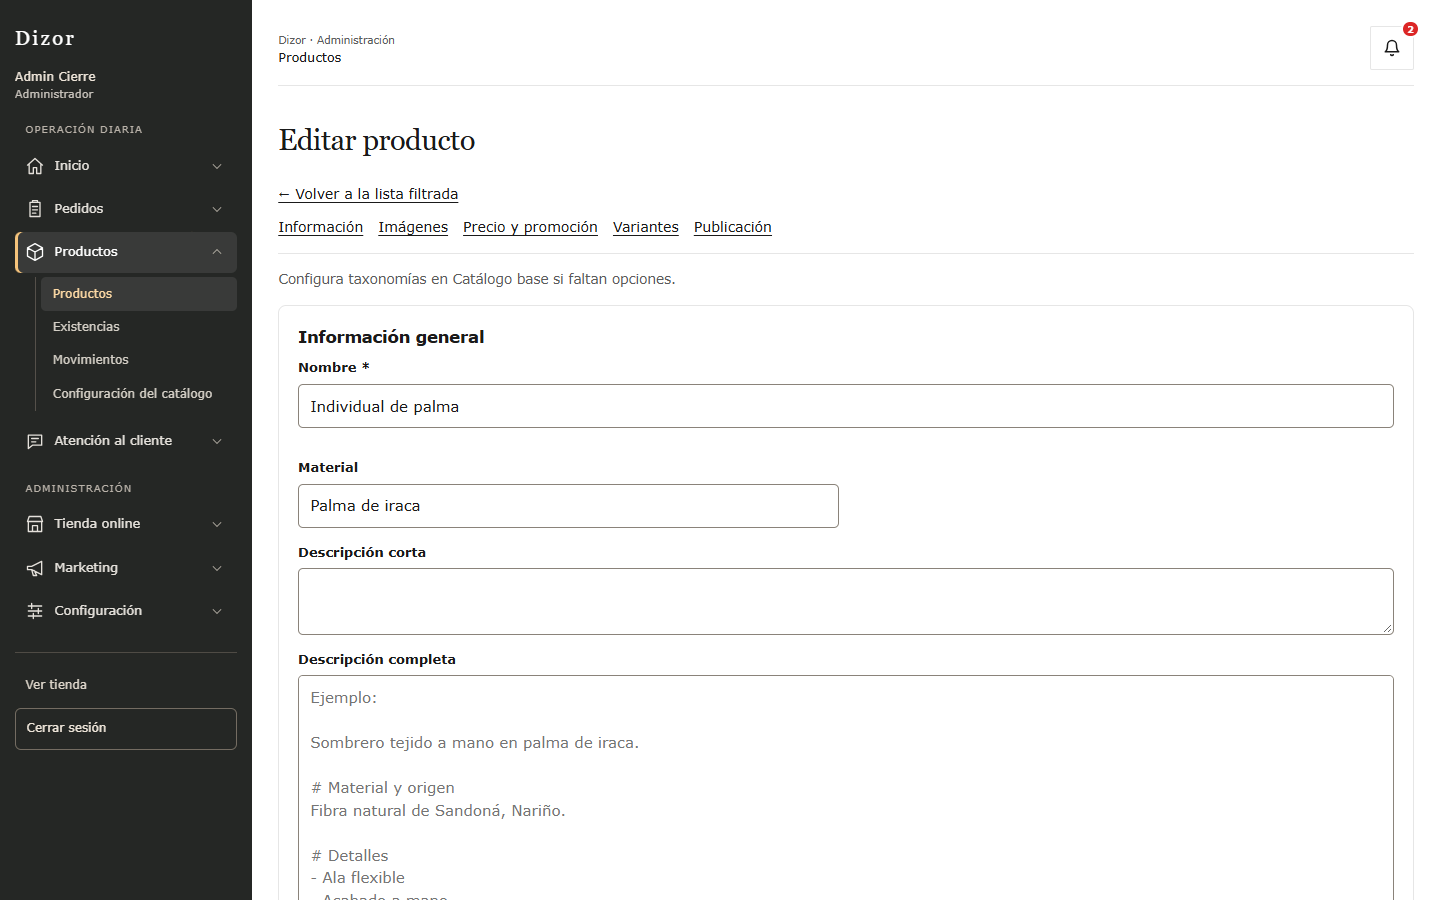 Dizor
Admin Cierre
Administrador
OPERACIÓN DIARIA
Inicio
Pedidos
Productos
Productos
Existencias
Movimientos
Configuración del catálogo
Atención al cliente
ADMINISTRACIÓN
Tienda online
Marketing
Configuración
Ver tienda
Cerrar sesión
Dizor · Administración
Productos
2
Editar producto
← Volver a la lista filtrada
Información Imágenes Precio y promoción Variantes Publicación
Configura taxonomías en Catálogo base si faltan opciones.
Información general
Nombre *
Individual de palma
Material
Palma de iraca
Descripción corta
Descripción completa
Ejemplo:
Sombrero tejido a mano en palma de iraca.
# Material y origen
Fibra natural de Sandoná, Nariño.
# Detalles
- Ala flexible
- Acabado a mano